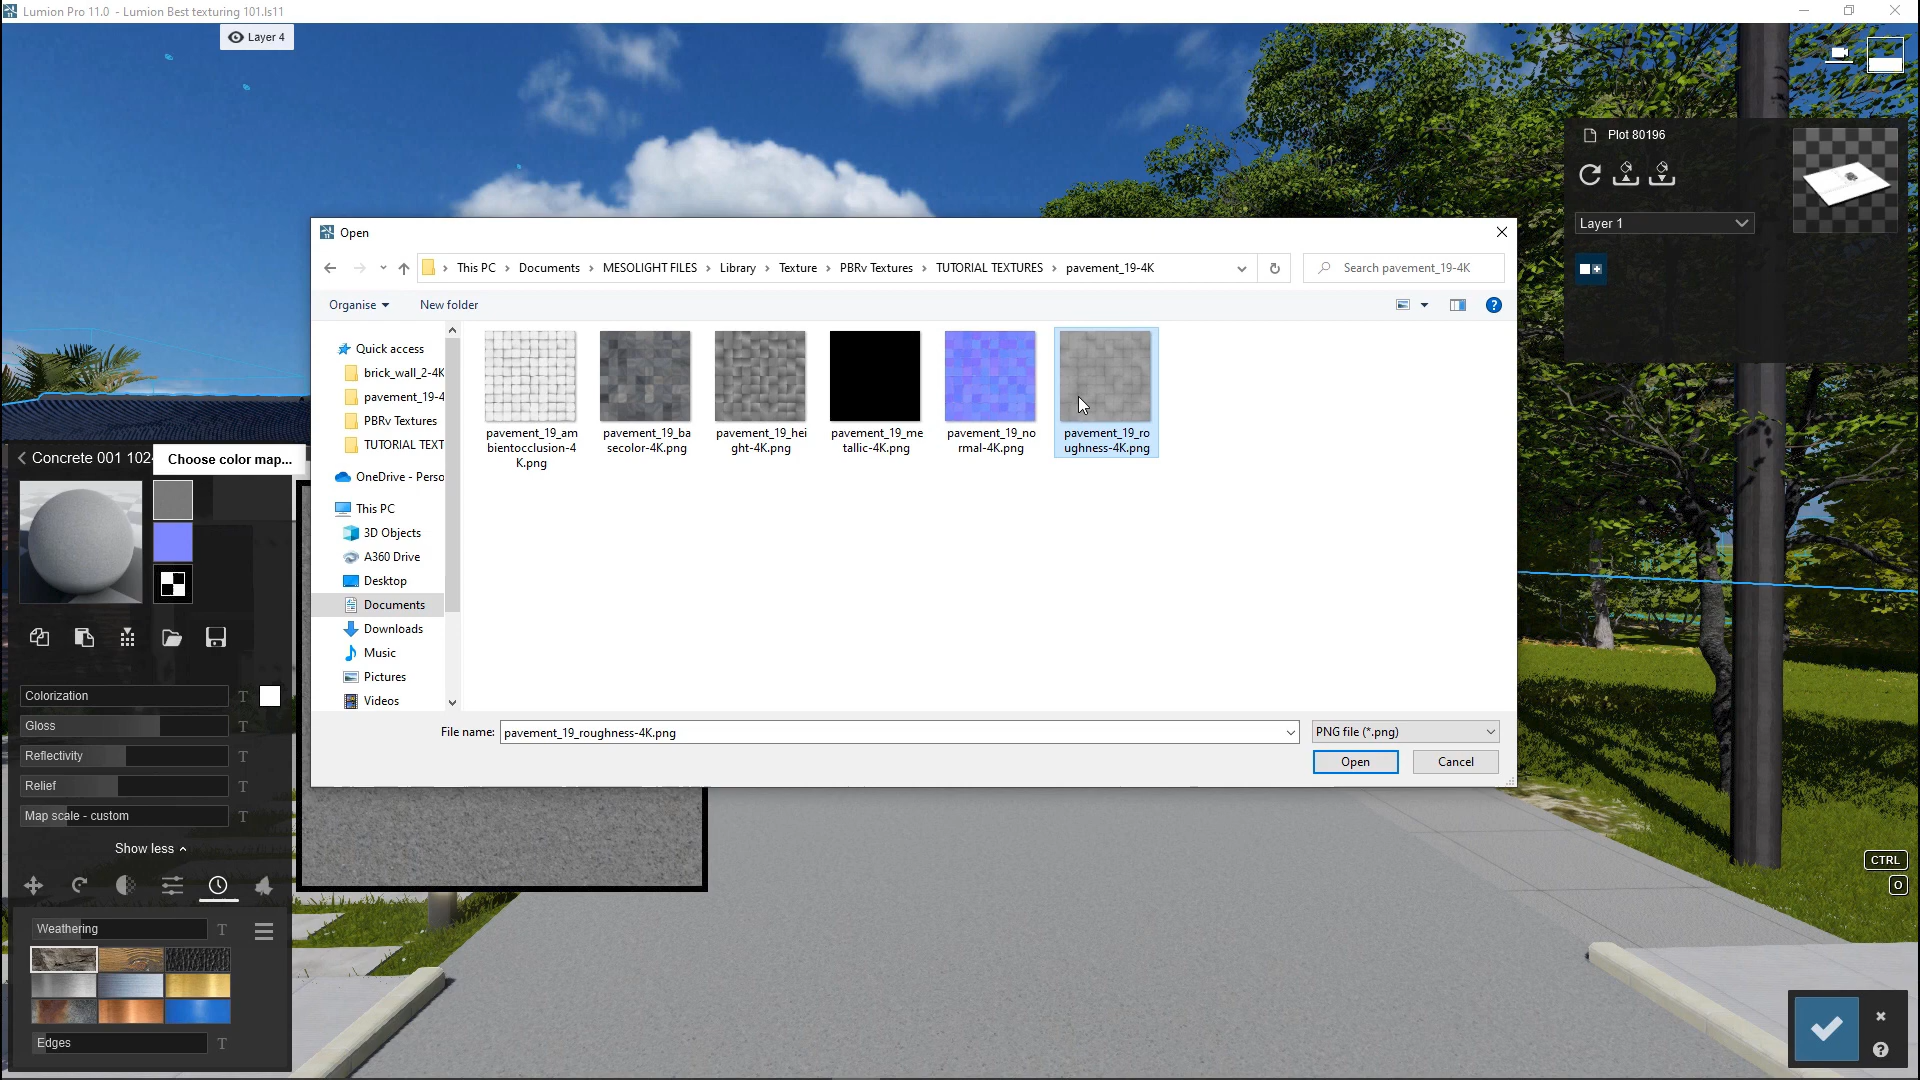 Lumion Pro 11.0 - Lumion Best texturing 101.ls11
Layer 4
Plot 80196
Layer 1
Open
This PC
Documents
MESOLIGHT FILES
Library
Texture
PBRv Textures
TUTORIAL TEXTURES
pavement_19-4K
Search pavement_19-4K
Organise
New folder
Quick access
brick_wall_2-4K
pavement_19-4
PBRv Textures
TUTORIAL TEXT
OneDrive - Perso
This PC
3D Objects
A360 Drive
Desktop
Documents
Downloads
Music
Pictures
Videos
pavement_19_am
bientocclusion-4
K.png
pavement_19_ba
secolor-4K.png
pavement_19_hei
ght-4K.png
pavement_19_me
tallic-4K.png
pavement_19_no
rmal-4K.png
pavement_19_ro
ughness-4K.png
File name:
pavement_19_roughness-4K.png
PNG file (*.png)
Open
Cancel
Concrete 001 102
Choose color map...
Colorization
T
Gloss
T
Reflectivity
T
Relief
T
Map scale - custom
T
Show less
Weathering
T
Edges
T
CTRL
O